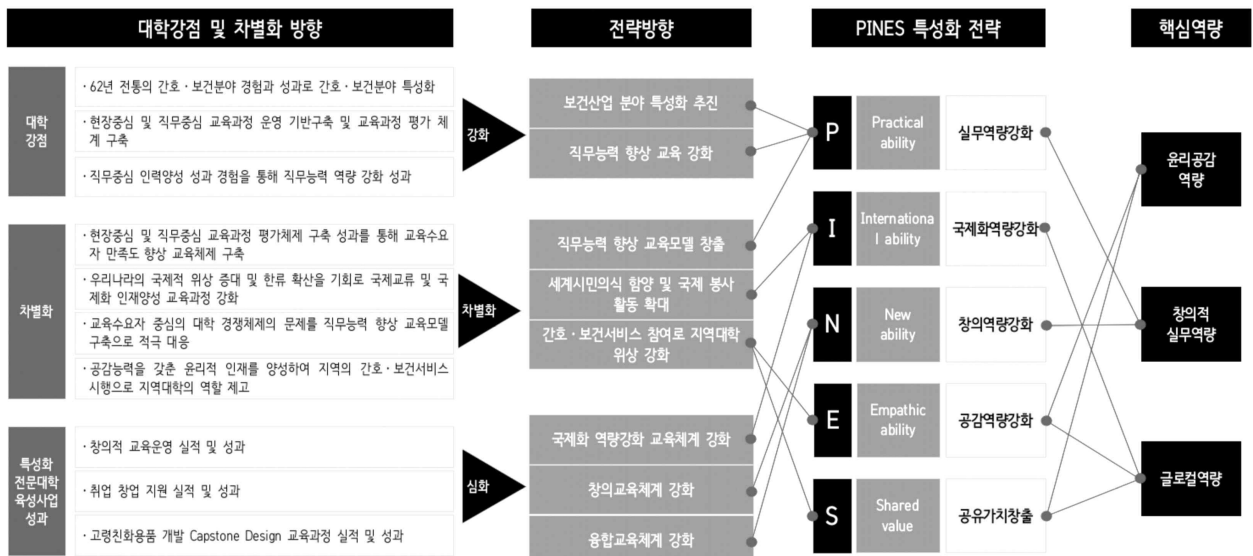 대학강점 및 차별화 방향
전략방향
PINES 특성화 전략
핵심역량
대학
강점
· 62년 전통의 간호·보건분야 경험과 성과로 간호·보건분야 특성화
· 현장중심 및 직무중심 교육과정 운영 기반구축 및 교육과정 평가 체
계 구축
· 직무중심 인력양성 성과 경험을 통해 직무능력 역량 강화 성과
강화
보건산업 분야 특성화 추진
직무능력 향상 교육 강화
차별화
· 현장중심 및 직무중심 교육과정 평가체제 구축 성과를 통해 교육수요
자 만족도 향상 교육체제 구축
· 우리나라의 국제적 위상 증대 및 한류 확산을 기회로 국제교류 및 국
제화 인재양성 교육과정 강화
· 교육수요자 중심의 대학 경쟁체제의 문제를 직무능력 향상 교육모델
구축으로 적극 대응
· 공감능력을 갖춘 윤리적 인재를 양성하여 지역의 간호·보건서비스
시행으로 지역대학의 역할 제고
차별화
직무능력 향상 교육모델 창출
세계시민의식 함양 및 국제 봉사
활동 확대
간호·보건서비스 참여로 지역대학
위상 강화
특성화
전문대학
육성사업
성과
· 창의적 교육운영 실적 및 성과
· 취업 창업 지원 실적 및 성과
· 고령친화용품 개발 Capstone Design 교육과정 실적 및 성과
심화
국제화 역량강화 교육체계 강화
창의교육체계 강화
융합교육체계 강화
P
Practical
ability
실무역량강화
I
Internationa
l ability
국제화역량강화
N
New
ability
창의역량강화
E
Empathic
ability
공감역량강화
S
Shared
value
공유가치창출
윤리공감
역량
창의적
실무역량
글로컬역량